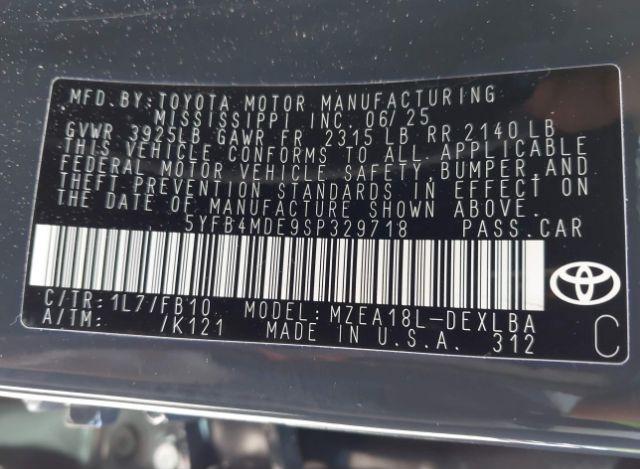 MFD.BY:TOYOTA MOTOR MANUFACTURING
MISSISSIPPI INC 06/25
GVWR 3925LB GAWR FR 2315 LB RR 2140 LB
THIS VEHICLE CONFORMS TO ALL APPLICABLE
FEDERAL MOTOR VEHICLE SAFETY,BUMPER,AND
THEFT PREVENTION STANDARDS IN EFFECT ON
THE DATE OF MANUFACTURE SHOWN ABOVE.
5YFB4MDE9SP329718 PASS.CAR
C/TR:1L7/FB10 MODEL:MZEA18L-DEXLBA
A/TM: /K121 MADE IN U.S.A. 312 C